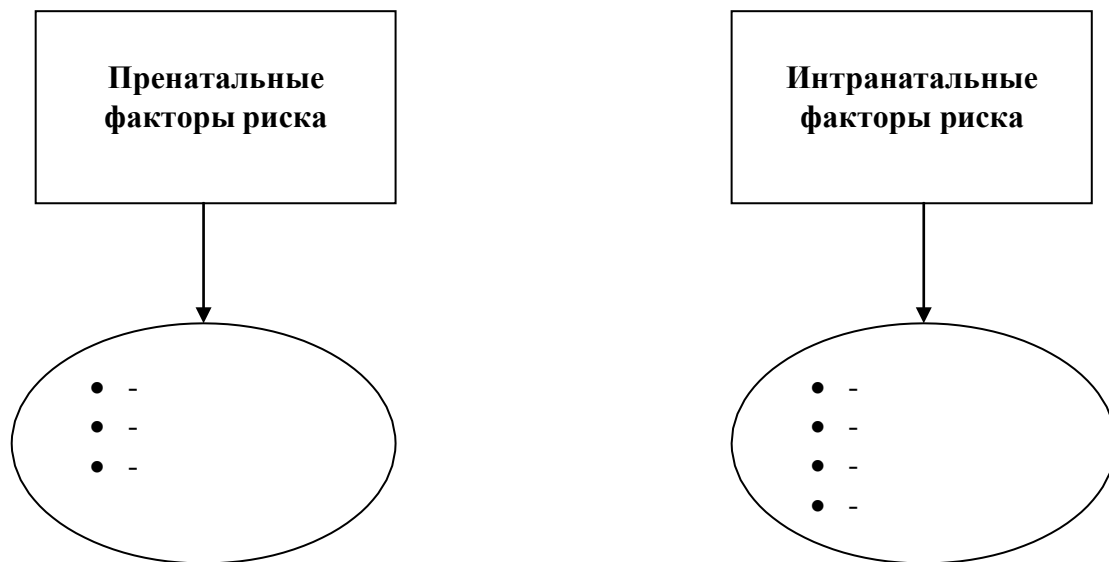 Пренатальные
факторы риска
Интранатальные
факторы риска
• -
• -
• -
• -
• -
• -
• -